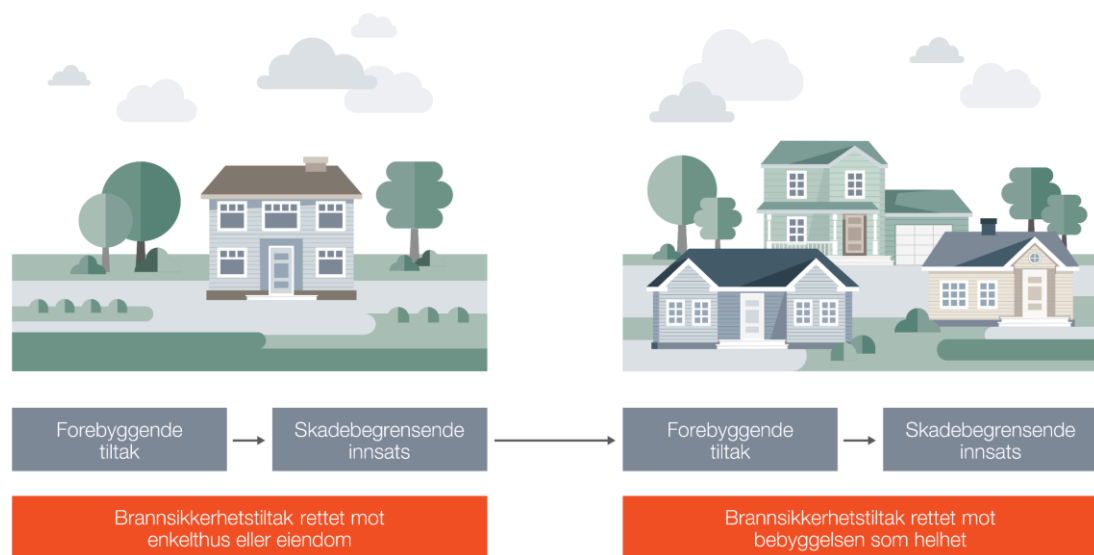 Forebyggende
tiltak
Skadebegrensende
innsats
Forebyggende
tiltak
Skadebegrensende
innsats
Brannsikkerhetstiltak rettet mot
enkelthus eller eiendom
Brannsikkerhetstiltak rettet mot
bebyggelsen som helhet